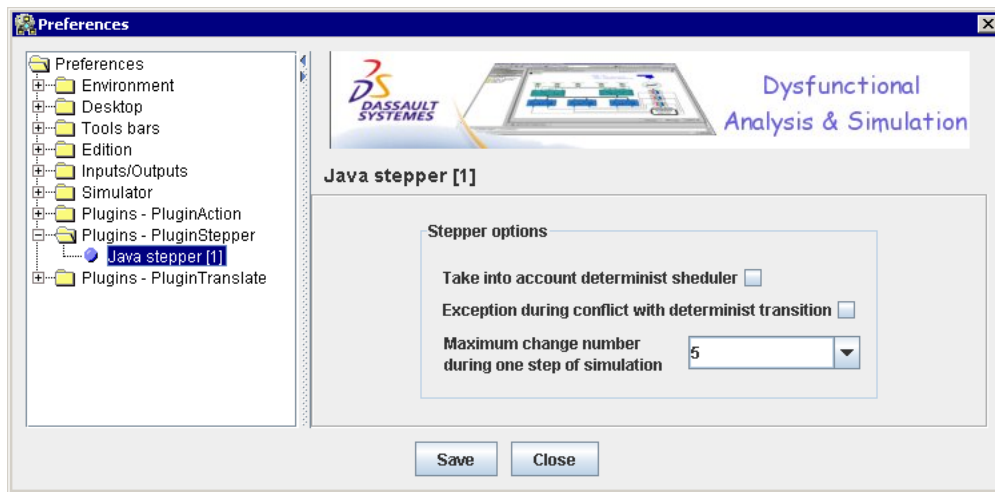 Preferences
Preferences
Environment
Desktop
Tools bars
Edition
Inputs/Outputs
Simulator
Plugins - PluginAction
Plugins - PluginStepper
Java stepper [1]
Plugins - PluginTranslate
DASSAULT
SYSTEMES
Dysfunctional
Analysis & Simulation
Java stepper [1]
Stepper options
Take into account determinist sheduler
Exception during conflict with determinist transition
Maximum change number
during one step of simulation
5
Save
Close